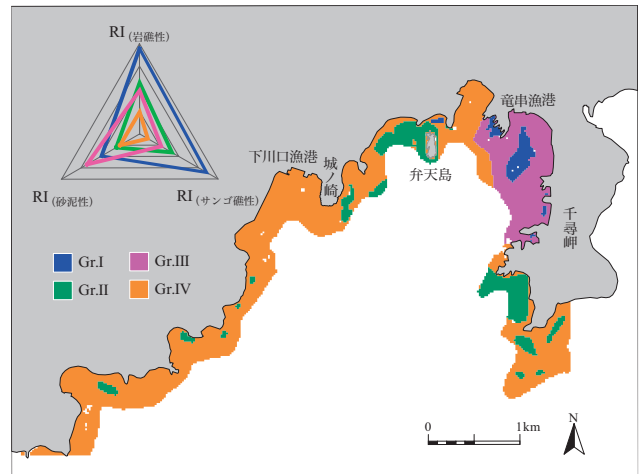 RI(岩礁性)
RI(砂泥性)
RI(サンゴ礁性)
下川口漁港
城ノ崎
弁天島
竜串漁港
千尋岬
Gr.I
Gr.III
Gr.II
Gr.IV
0
1km
N